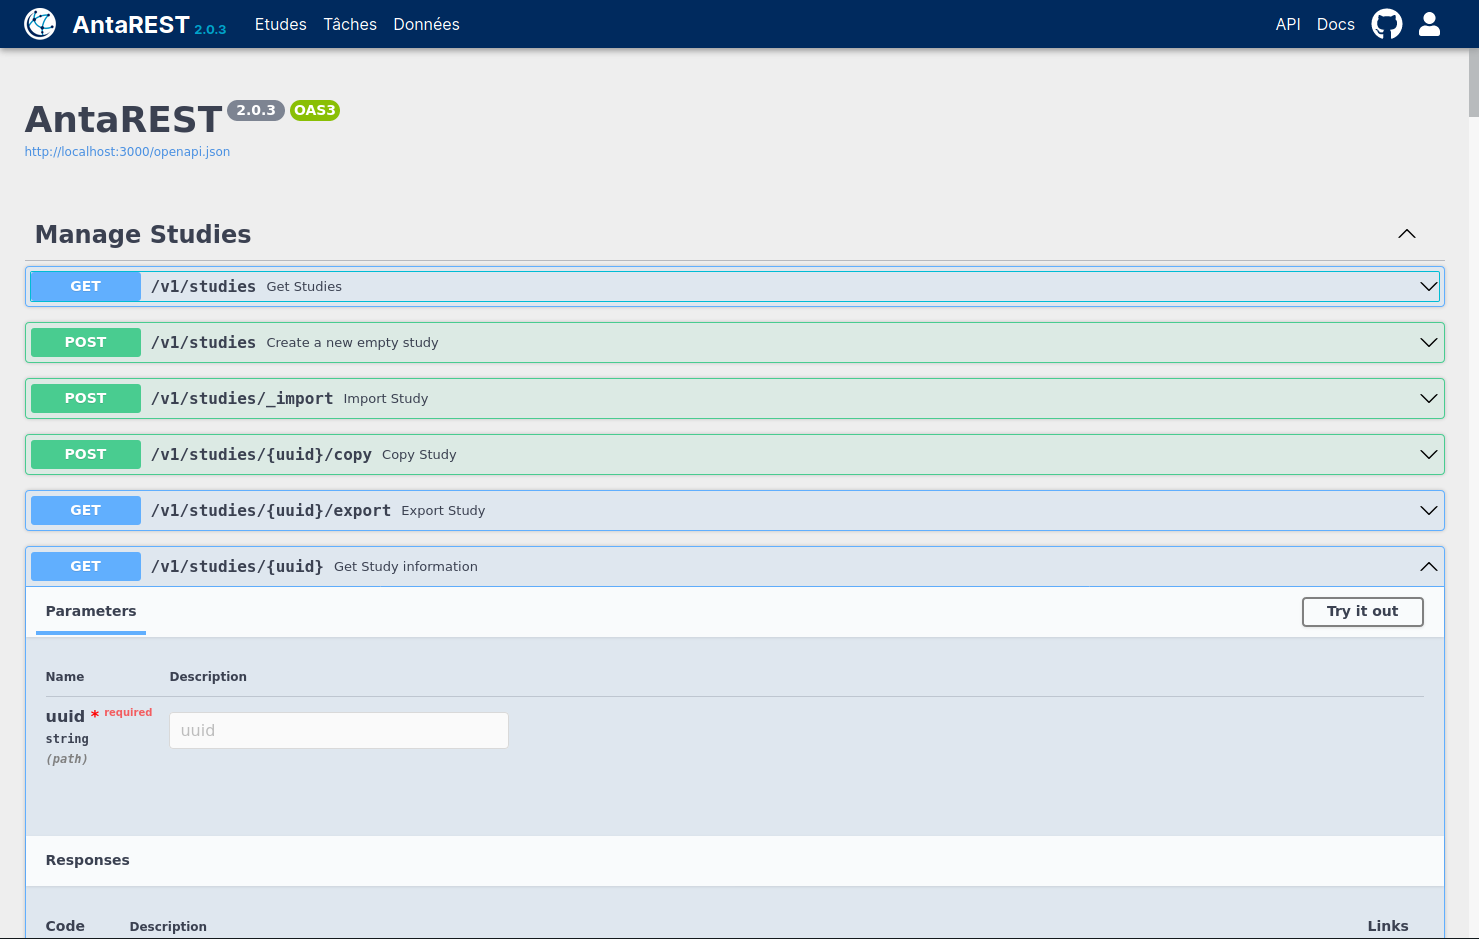 AntaREST 2.0.3 Etudes Tâches Données API Docs
AntaREST 2.0.3 OAS3
http://localhost:3000/openapi.json
Manage Studies
GET /v1/studies Get Studies
POST /v1/studies Create a new empty study
POST /v1/studies/_import Import Study
POST /v1/studies/{uuid}/copy Copy Study
GET /v1/studies/{uuid}/export Export Study
GET /v1/studies/{uuid} Get Study information
Parameters Try it out
Name Description
uuid * required
string
(path)
uuid
Responses
Code Description Links